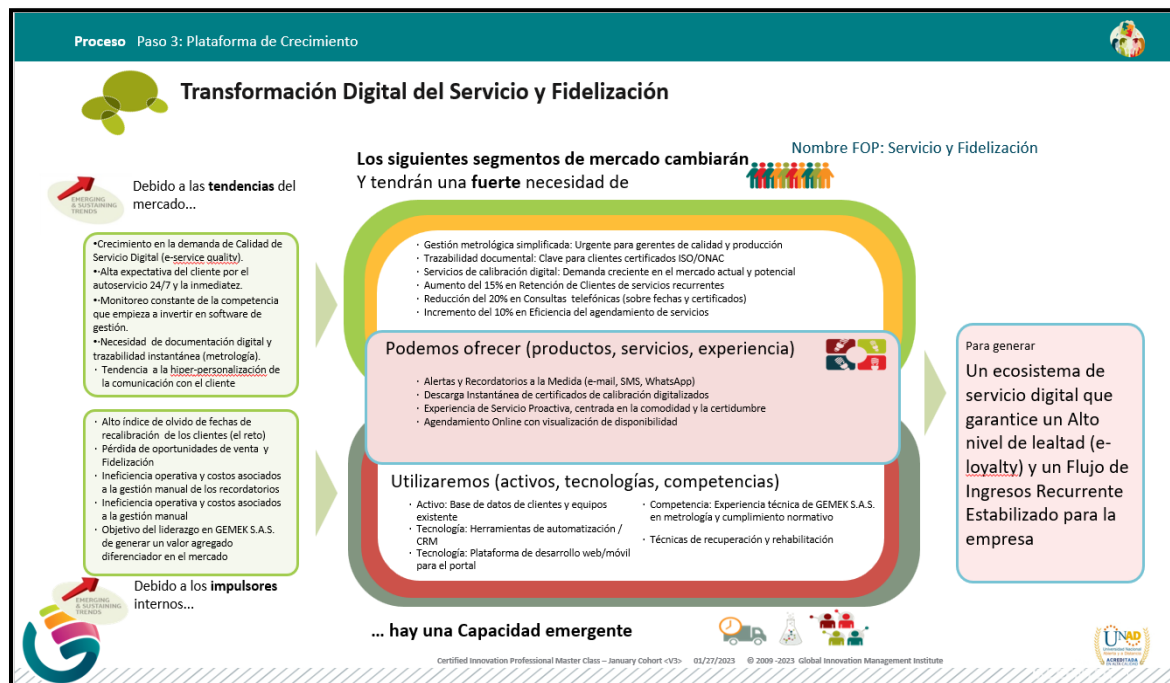 Proceso Paso 3: Plataforma de Crecimiento
Transformación Digital del Servicio y Fidelización
Nombre FOP: Servicio y Fidelización
Los siguientes segmentos de mercado cambiarán
Y tendrán una fuerte necesidad de
EMERGING
& SUSTAINING
TRENDS
Debido a las tendencias del
mercado...
•Crecimiento en la demanda de Calidad de
Servicio Digital (e-service quality).
•·Alta expectativa del cliente por el
autoservicio 24/7 y la inmediatez.
•·Monitoreo constante de la competencia
que empieza a invertir en software de
gestión.
•·Necesidad de documentación digital y
trazabilidad instantánea (metrología).
· Tendencia a la hiper-personalización de
la comunicación con el cliente
· Gestión metrológica simplificada: Urgente para gerentes de calidad y producción
· Trazabilidad documental: Clave para clientes certificados ISO/ONAC
· Servicios de calibración digital: Demanda creciente en el mercado actual y potencial
· Aumento del 15% en Retención de Clientes de servicios recurrentes
· Reducción del 20% en Consultas telefónicas (sobre fechas y certificados)
· Incremento del 10% en Eficiencia del agendamiento de servicios
Podemos ofrecer (productos, servicios, experiencia)
· Alertas y Recordatorios a la Medida (e-mail, SMS, WhatsApp)
· Descarga Instantánea de certificados de calibración digitalizados
· Experiencia de Servicio Proactiva, centrada en la comodidad y la certidumbre
· Agendamiento Online con visualización de disponibilidad
Para generar
Un ecosistema de
servicio digital que
garantice un Alto
nivel de lealtad (e-
loyalty) y un Flujo de
Ingresos Recurrente
Estabilizado para la
empresa
· Alto índice de olvido de fechas de
recalibración de los clientes (el reto)
· Pérdida de oportunidades de venta y
Fidelización
· Ineficiencia operativa y costos asociados
a la gestión manual de los recordatorios
· Ineficiencia operativa y costos asociados
a la gestión manual
· Objetivo del liderazgo en GEMEK S.A.S.
de generar un valor agregado
diferenciador en el mercado
Utilizaremos (activos, tecnologías, competencias)
· Activo: Base de datos de clientes y equipos
existente
· Tecnología: Herramientas de automatización /
CRM
· Tecnología: Plataforma de desarrollo web/móvil
para el portal
· Competencia: Experiencia técnica de GEMEK S.A.S.
en metrología y cumplimiento normativo
· Técnicas de recuperación y rehabilitación
EMERGING
& SUSTAINING
TRENDS
Debido a los impulsores
internos...
... hay una Capacidad emergente
Certified Innovation Professional Master Class – January Cohort <V3> 01/27/2023 © 2009 -2023 Global Innovation Management Institute
UNAD
ACREDITADA